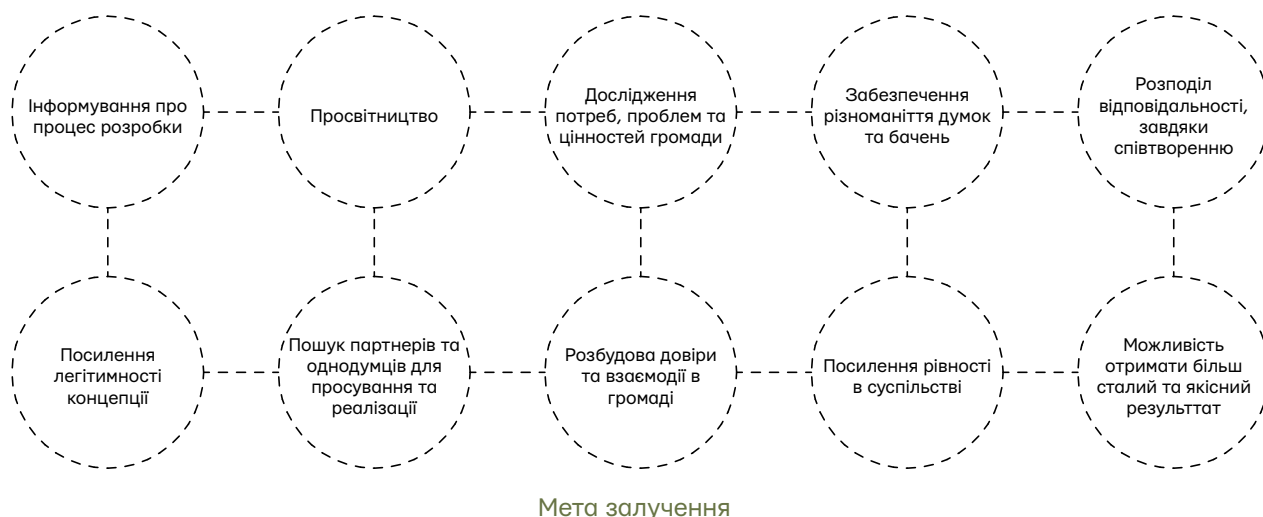 Інформування про
процес розробки
Просвітництво
Дослідження
потреб, проблем та
цінностей громади
Забезпечення
різноманіття думок
та бачень
Розподіл
відповідальності,
завдяки
співтворенню
Посилення
легітимності
концепції
Пошук партнерів та
однодумців для
просування та
реалізації
Розбудова довіри
та взаємодії в
громаді
Посилення рівності
в суспільстві
Можливість
отримати більш
сталий та якісний
результтат
Мета залучення